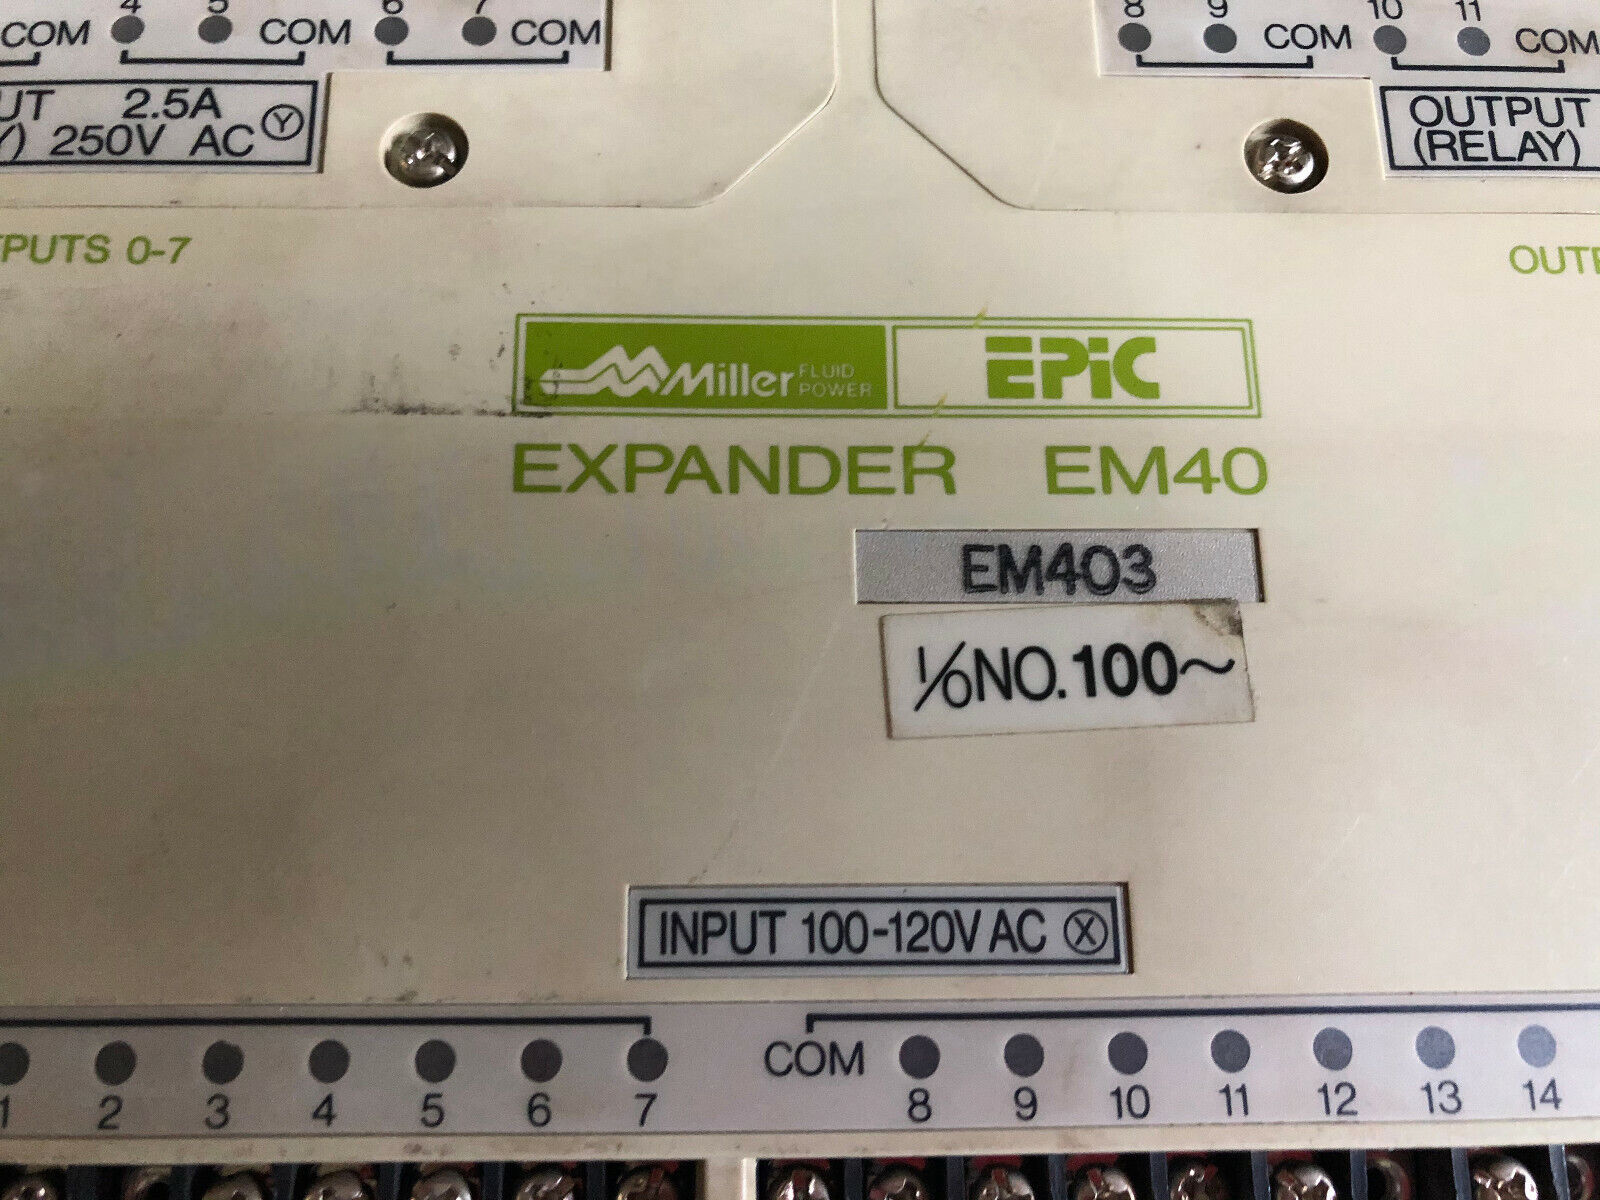 4 5 6 7 8 9 10 11
COM COM COM COM COM
UT 2.5A
Y) 250V AC Y
OUTPUT
(RELAY)
TPUTS 0-7
OUTP
Miller FLUID POWER EPiC
EXPANDER EM40
EM403
I/O NO.100~
INPUT 100-120V AC X
COM
1 2 3 4 5 6 7 8 9 10 11 12 13 14